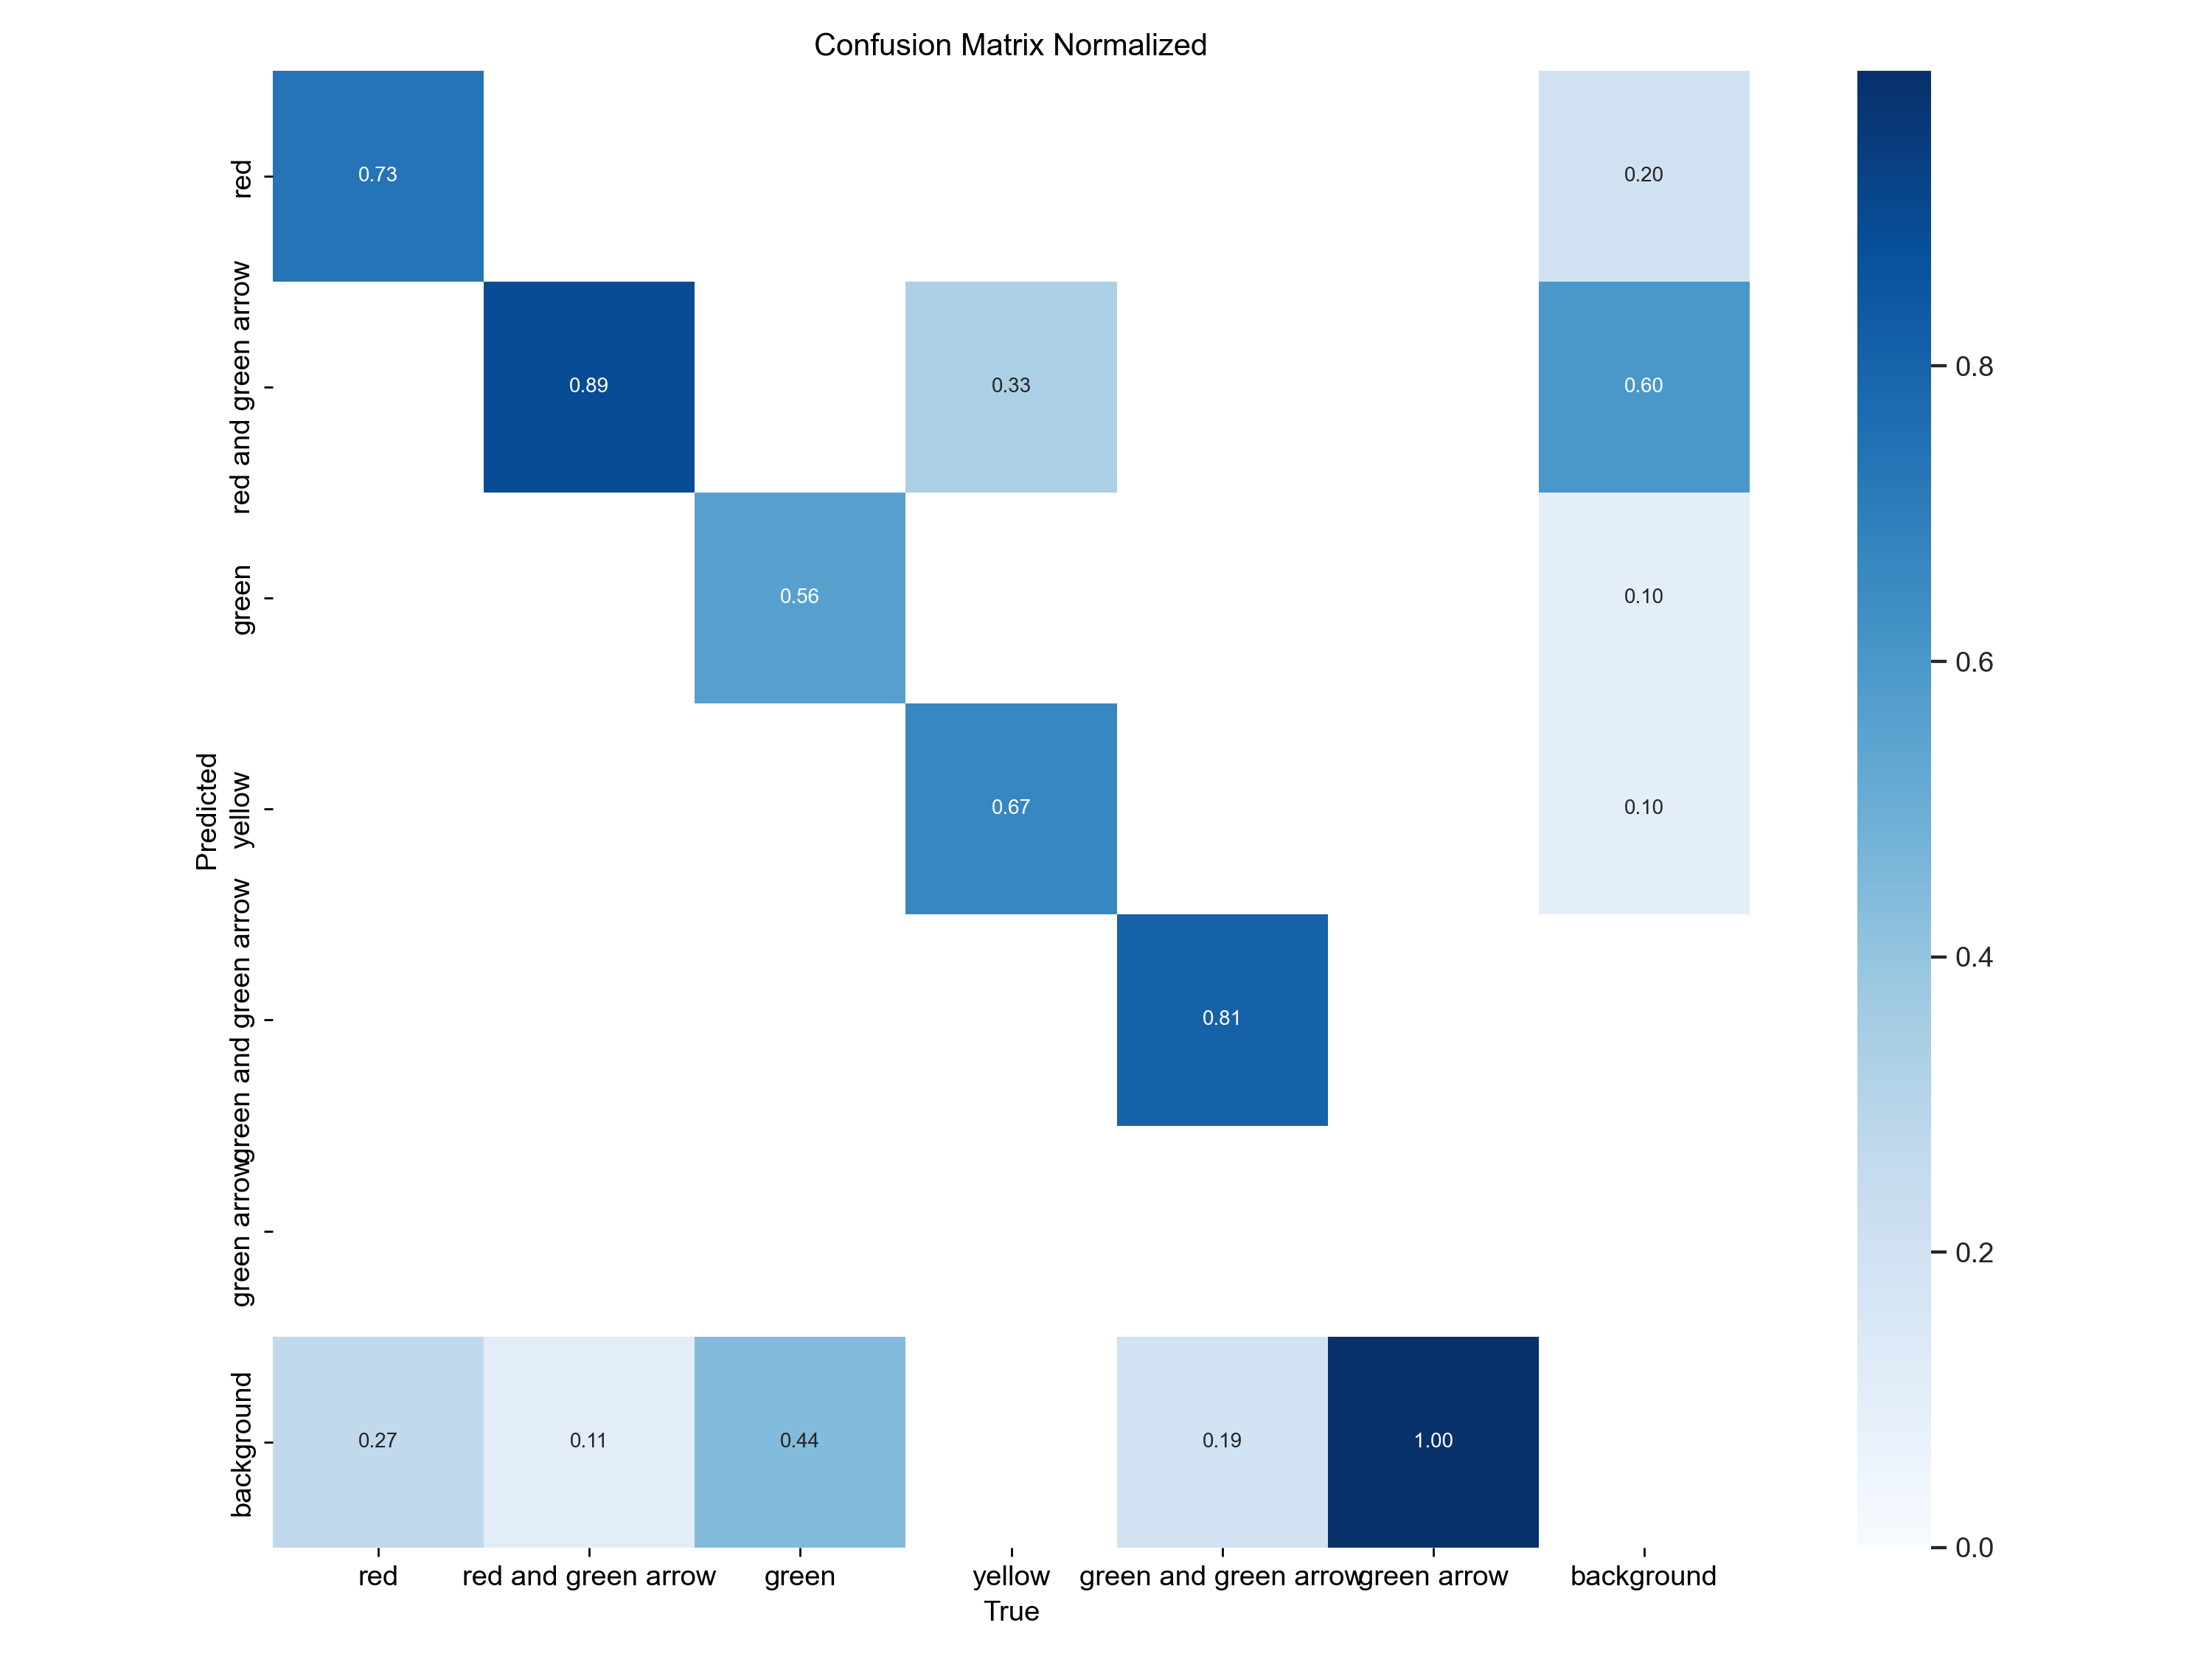 Confusion Matrix Normalized
red
0.73
0.20
red and green arrow
0.89
0.33
0.60
0.8
green
0.56
0.10
0.6
Predicted
yellow
0.67
0.10
0.4
green and green arrow
0.81
green arrow
0.2
background
0.27
0.11
0.44
0.19
1.00
0.0
red
red and green arrow
green
yellow
green and green arrow
green arrow
background
True